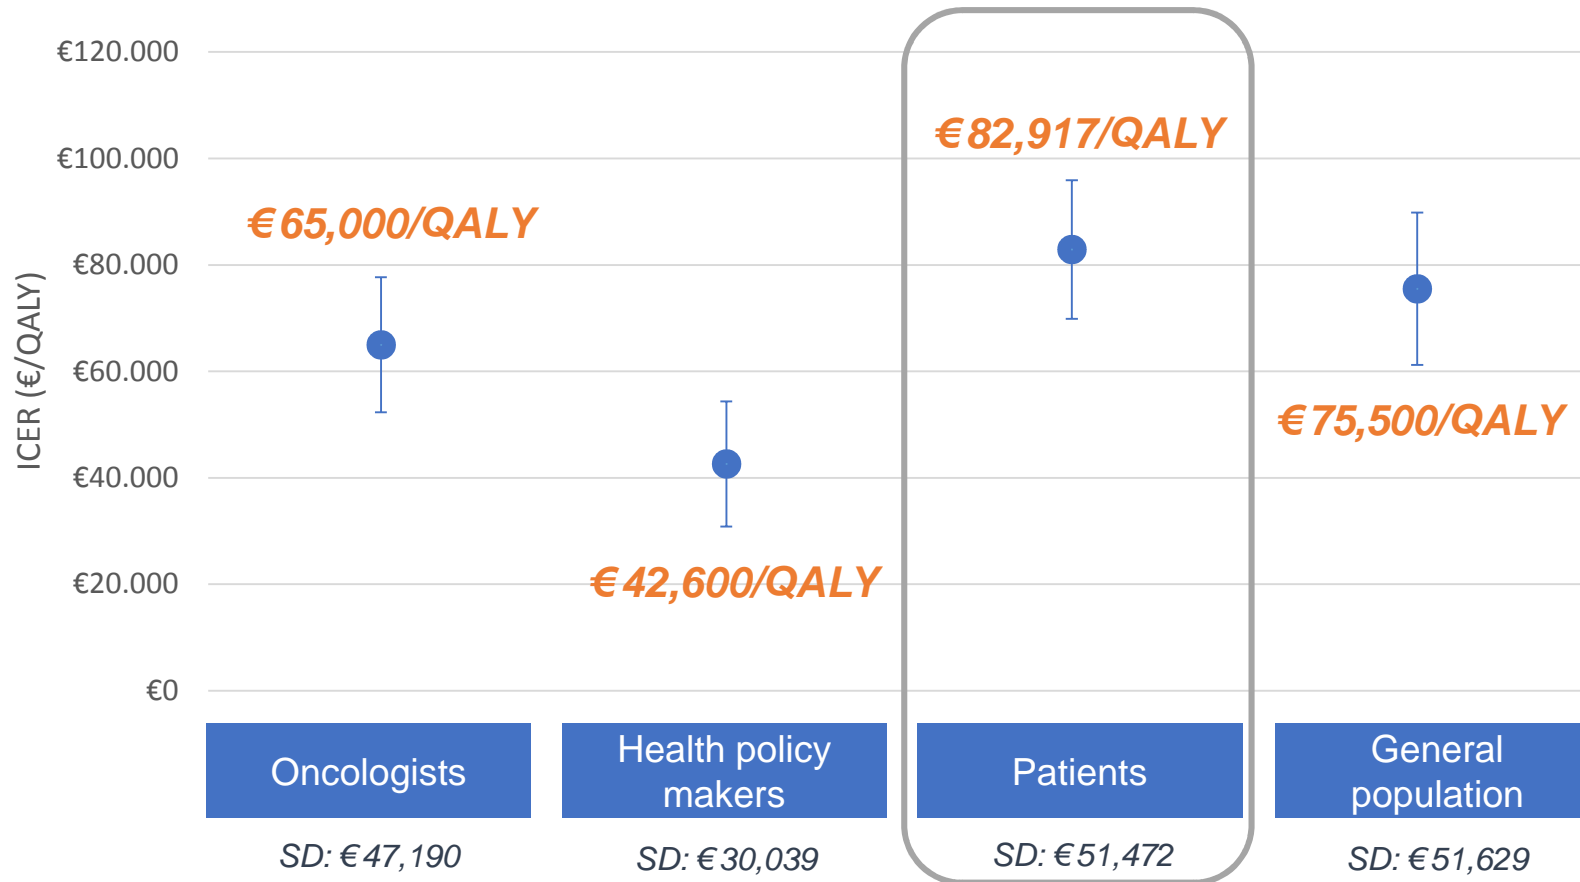 €120.000
€100.000
€80.000
€60.000
€40.000
€20.000
€0
ICER (€/QALY)
€65,000/QALY
€42,600/QALY
€82,917/QALY
€75,500/QALY
Oncologists
Health policy
makers
Patients
General
population
SD: €47,190
SD: €30,039
SD: €51,472
SD: €51,629